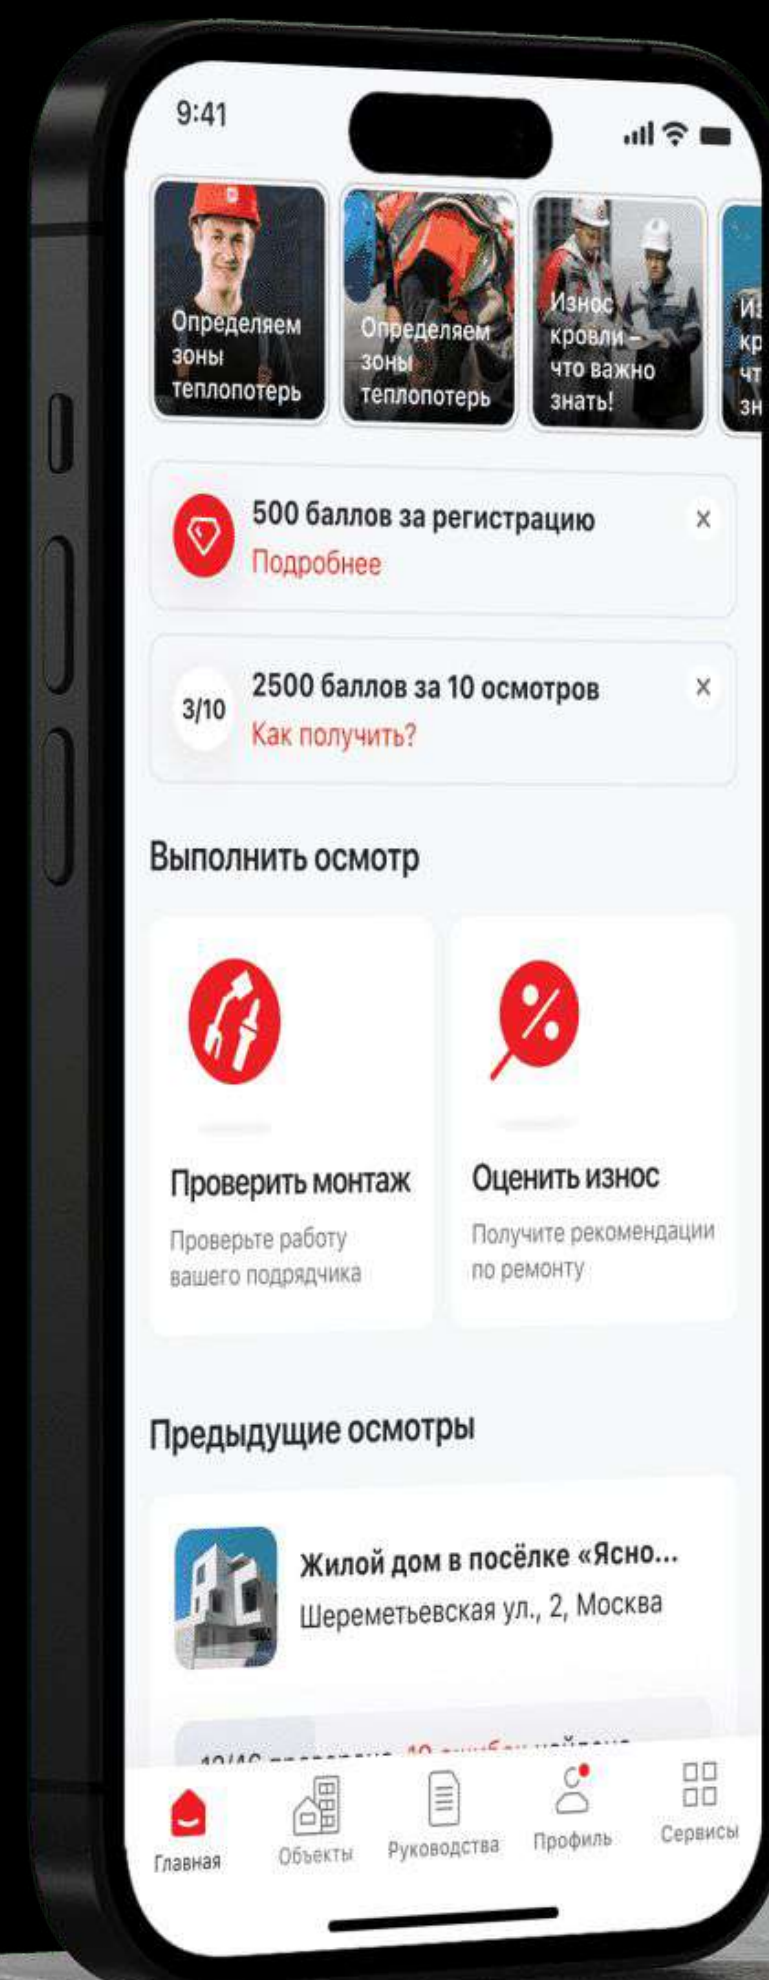 9:41
Определяем
зоны
теплопотерь
Определяем
зоны
теплопотерь
Износ
кровли –
что важно
знать!
500 баллов за регистрацию
Подробнее
3/10
2500 баллов за 10 осмотров
Как получить?
Выполнить осмотр
Проверить монтаж
Проверьте работу
вашего подрядчика
Оценить износ
Получите рекомендации
по ремонту
Предыдущие осмотры
Жилой дом в посёлке «Ясно...
Шереметьевская ул., 2, Москва
Главная
Объекты
Руководства
Профиль
Сервисы